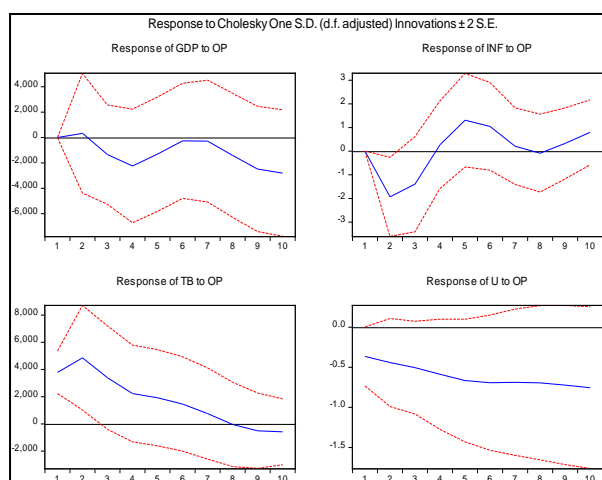 Response to Cholesky One S.D. (d.f. adjusted) Innovations ± 2 S.E.
Response of GDP to OP
4,000
2,000
0
-2,000
-4,000
-6,000
1 2 3 4 5 6 7 8 9 10
Response of INF to OP
3
2
1
0
-1
-2
-3
1 2 3 4 5 6 7 8 9 10
Response of TB to OP
8,000
6,000
4,000
2,000
0
-2,000
1 2 3 4 5 6 7 8 9 10
Response of U to OP
0.0
-0.5
-1.0
-1.5
1 2 3 4 5 6 7 8 9 10